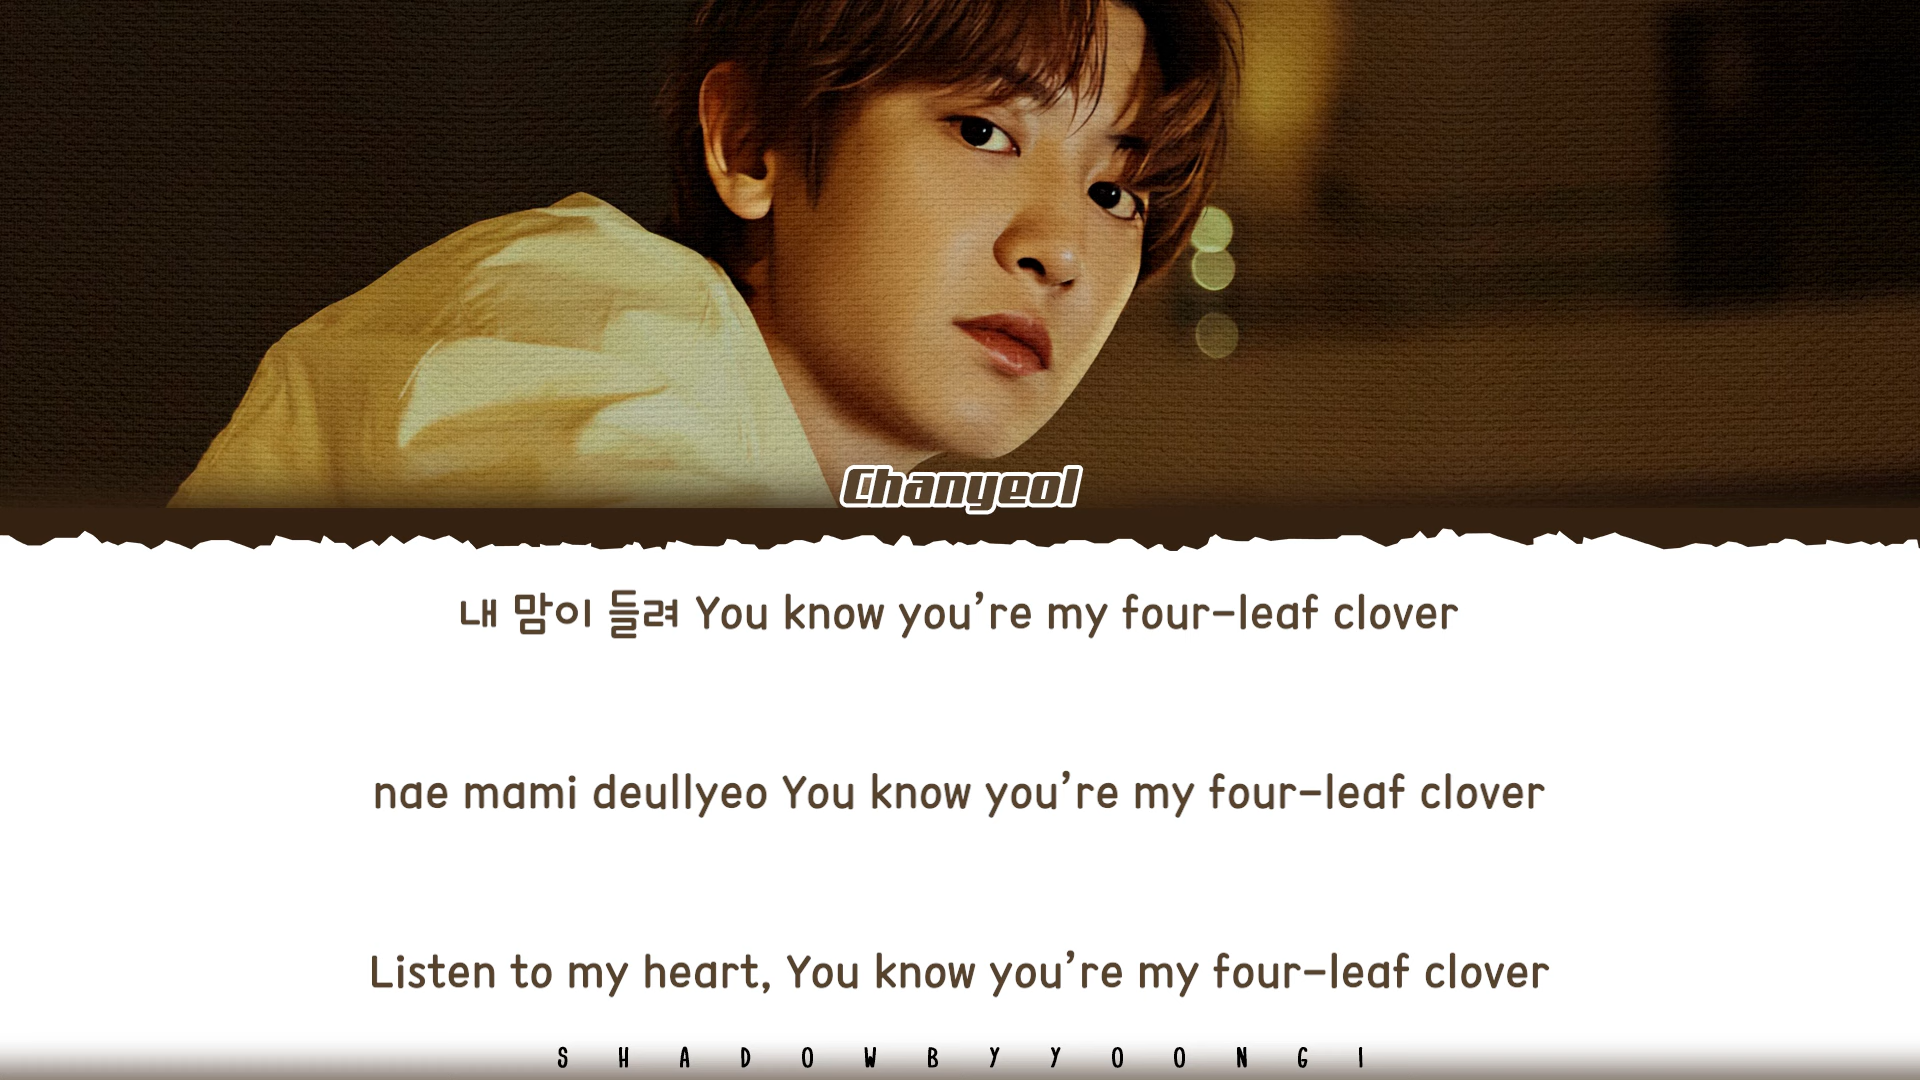 Chanyeol
내 맘이 들려 You know you’re my four-leaf clover
nae mami deullyeo You know you’re my four-leaf clover
Listen to my heart, You know you’re my four-leaf clover
S H A D O W B Y Y O O N G I